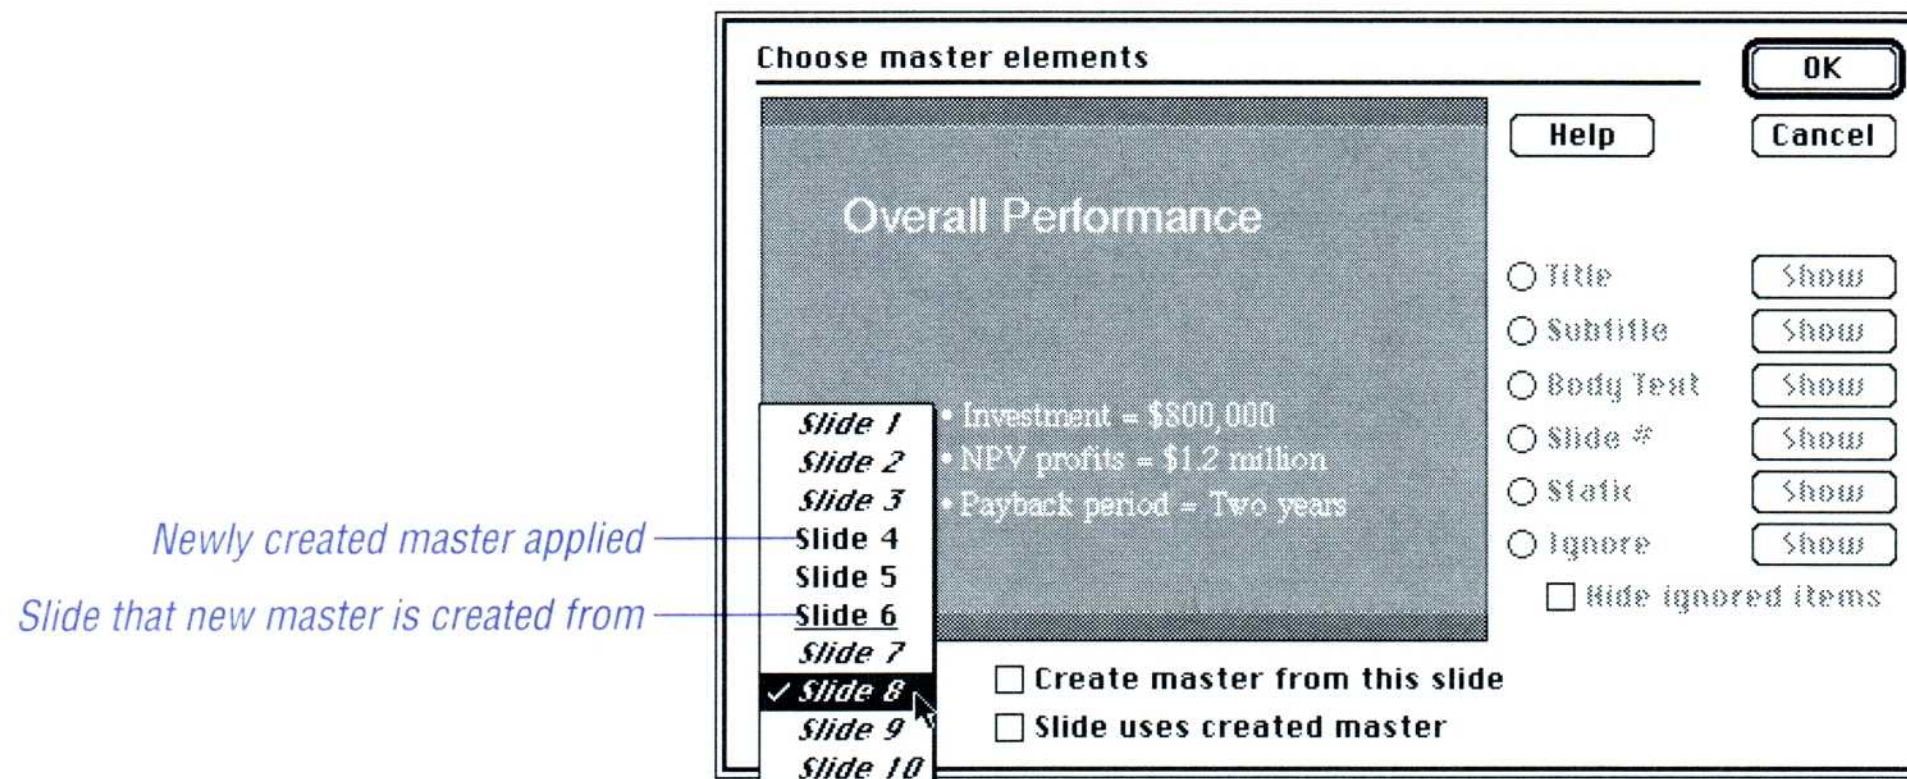 Choose master elements
OK
Help
Cancel
Overall Performance
• Investment = $800,000
• NPV profits = $1.2 million
• Payback period = Two years
Title
Show
Subtitle
Show
Body Text
Show
Slide #
Show
Static
Show
Ignore
Show
Hide ignored items
Slide 1
Slide 2
Slide 3
Newly created master applied
Slide 4
Slide 5
Slide that new master is created from
Slide 6
Slide 7
✓ Slide 8
Slide 9
Slide 10
Create master from this slide
Slide uses created master